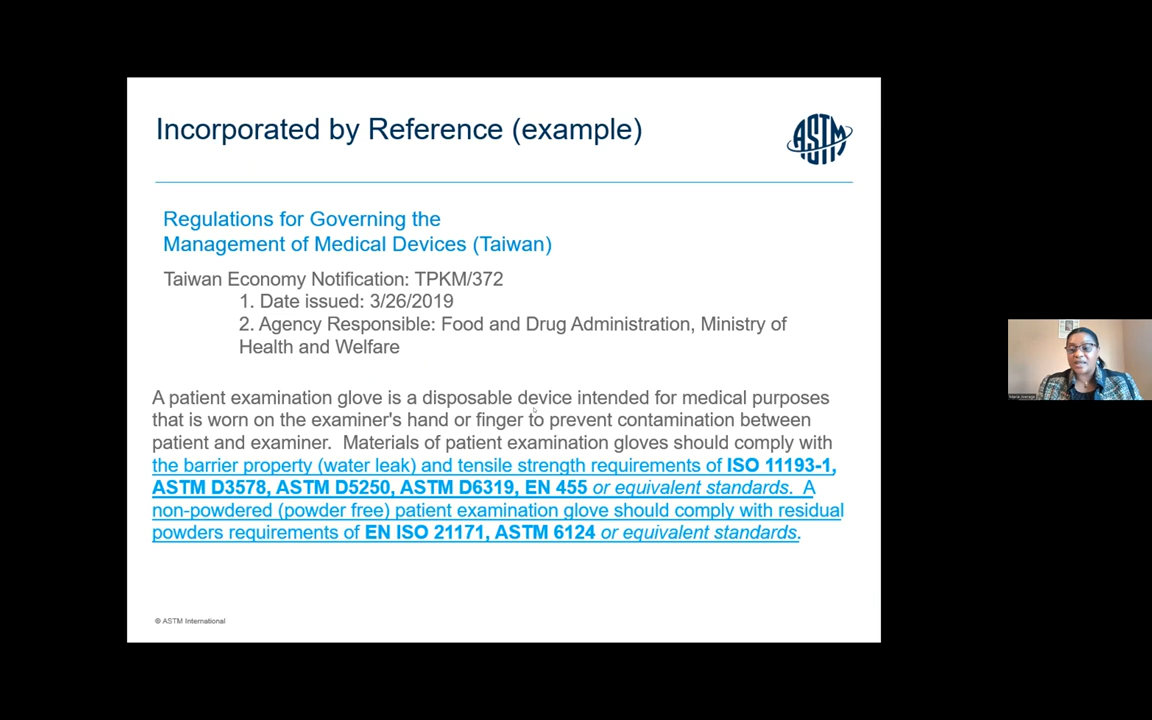 Incorporated by Reference (example)
ASTM
Regulations for Governing the
Management of Medical Devices (Taiwan)
Taiwan Economy Notification: TPKM/372
1. Date issued: 3/26/2019
2. Agency Responsible: Food and Drug Administration, Ministry of
Health and Welfare
A patient examination glove is a disposable device intended for medical purposes
that is worn on the examiner's hand or finger to prevent contamination between
patient and examiner.  Materials of patient examination gloves should comply with
the barrier property (water leak) and tensile strength requirements of ISO 11193-1,
ASTM D3578, ASTM D5250, ASTM D6319, EN 455 or equivalent standards.  A
non-powdered (powder free) patient examination glove should comply with residual
powders requirements of EN ISO 21171, ASTM 6124 or equivalent standards.
© ASTM International